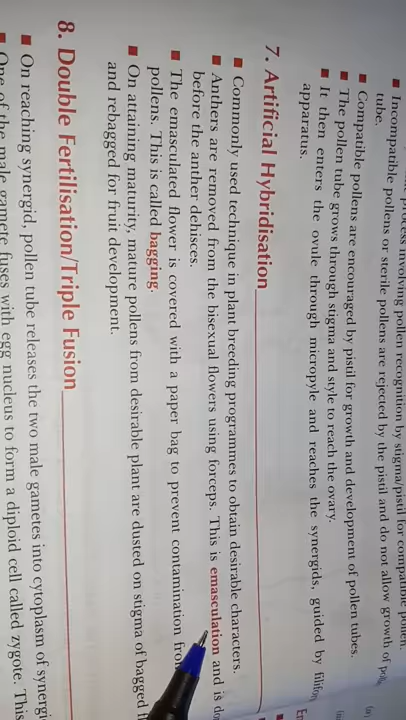 process involving pollen recognition by stigma/pistil for compatible pollen.
■ Incompatible pollens or sterile pollens are rejected by the pistil and do not allow growth of
tube.
■ Compatible pollens are encouraged by pistil for growth and development of pollen tubes.
■ The pollen tube grows through stigma and style to reach the ovary.
■ It then enters the ovule through micropyle and reaches the synergids, guided by
apparatus.
7. Artificial Hybridisation
■ Commonly used technique in plant breeding programmes to obtain desirable characters.
■ Anthers are removed from the bisexual flowers using forceps. This is emasculation and is
before the anther dehisces.
■ The emasculated flower is covered with a paper bag to prevent contamination
pollens. This is called bagging.
■ On attaining maturity, mature pollens from desirable plant are dusted on stigma of bagged
and rebagged for fruit development.
8. Double Fertilisation/Triple Fusion
■ On reaching synergid, pollen tube releases the two male gametes into cytoplasm of
■ One of the male gamete fuses with egg nucleus to form a diploid cell called zygote. This